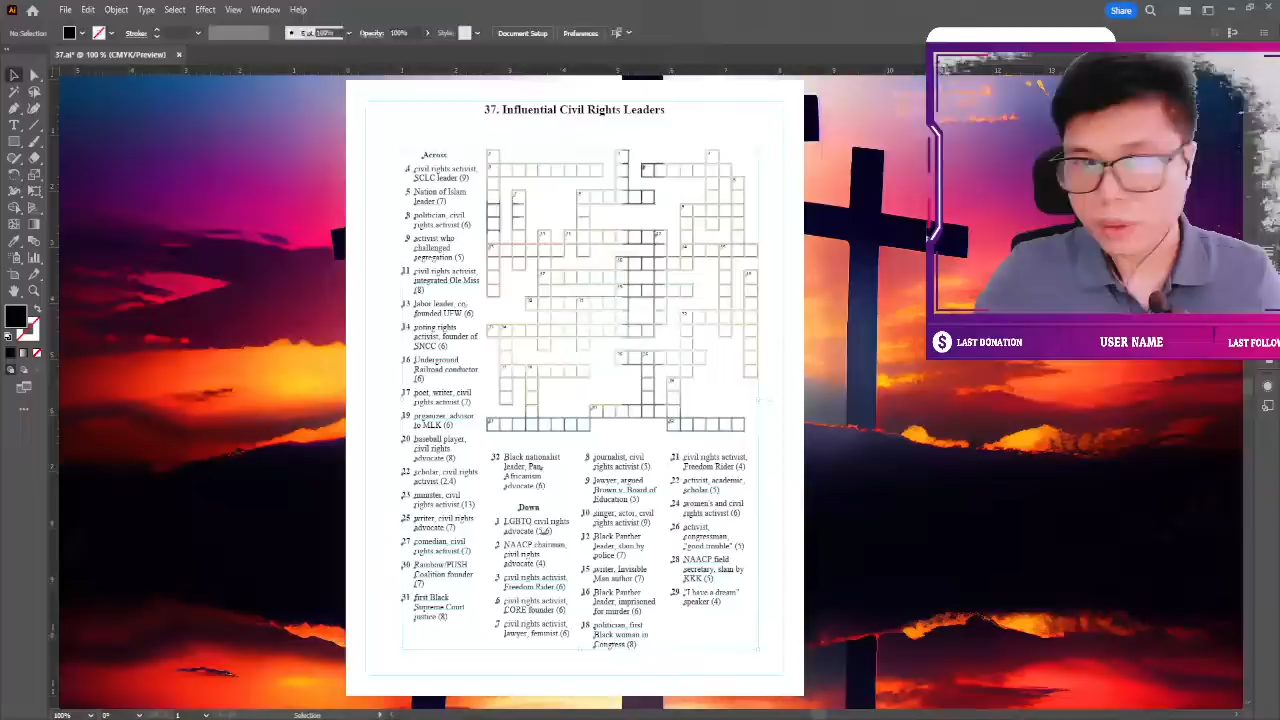 File Edit Object Type Select Effect View Window Help
Share
No Selection
Stroke:
5 pt.
Opacity: 100%
Style:
Document Setup
Preferences
37.ai* @ 100 % (CMYK/Preview)
37. Influential Civil Rights Leaders
Across
4 civil rights activist,
SCLC leader (9)
5 Nation of Islam
leader (7)
8 politician, civil
rights activist (6)
9 activist who
challenged
segregation (5)
11 civil rights activist,
integrated Ole Miss
(8)
13 labor leader, co-
founded UFW (6)
14 voting rights
activist, founder of
SNCC (6)
16 Underground
Railroad conductor
(6)
17 poet, writer, civil
rights activist (7)
19 organizer, advisor
to MLK (6)
20 baseball player,
civil rights
advocate (8)
22 scholar, civil rights
activist (2,4)
23 minister, civil
rights activist (13)
25 writer, civil rights
advocate (7)
27 comedian, civil
rights activist (7)
30 Rainbow/PUSH
Coalition founder
(7)
31 first Black
Supreme Court
justice (8)
32 Black nationalist
leader, Pan-
Africanism
advocate (6)
Down
1 LGBTQ civil rights
advocate (5,6)
2 NAACP chairman,
civil rights
advocate (4)
3 civil rights activist,
Freedom Rider (6)
6 civil rights activist,
CORE founder (6)
7 civil rights activist,
lawyer, feminist (6)
8 journalist, civil
rights activist (5)
9 lawyer, argued
Brown v. Board of
Education (5)
10 singer, actor, civil
rights activist (9)
12 Black Panther
leader, slain by
police (7)
15 writer, Invisible
Man author (7)
16 Black Panther
leader, imprisoned
for murder (6)
18 politician, first
Black woman in
Congress (8)
21 civil rights activist,
Freedom Rider (4)
22 activist, academic,
scholar (5)
24 women's and civil
rights activist (6)
26 activist,
congressman,
"good trouble" (5)
28 NAACP field
secretary, slain by
KKK (5)
29 "I have a dream"
speaker (4)
LAST DONATION
USER NAME
LAST FOLLO
100%
0°
1
Selection